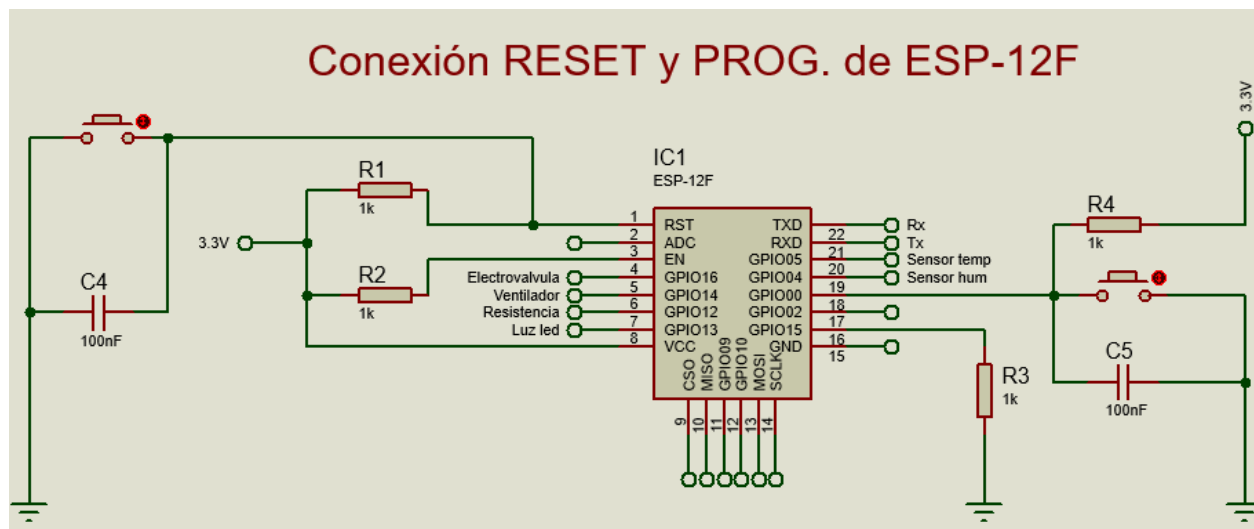 Conexión RESET y PROG. de ESP-12F
3.3V
R1
1k
3.3V
R2
1k
C4
100nF
IC1
ESP-12F
Electrovalvula
Ventilador
Resistencia
Luz led
1
2
3
4
5
6
7
8
RST
ADC
EN
GPIO16
GPIO14
GPIO12
GPIO13
VCC
TXD
RXD
GPIO05
GPIO04
GPIO00
GPIO02
GPIO15
GND
22
21
20
19
18
17
16
15
CSO
MISO
GPIO09
GPIO10
MOSI
SCLK
9
10
11
12
13
14
Rx
Tx
Sensor temp
Sensor hum
R4
1k
R3
1k
C5
100nF